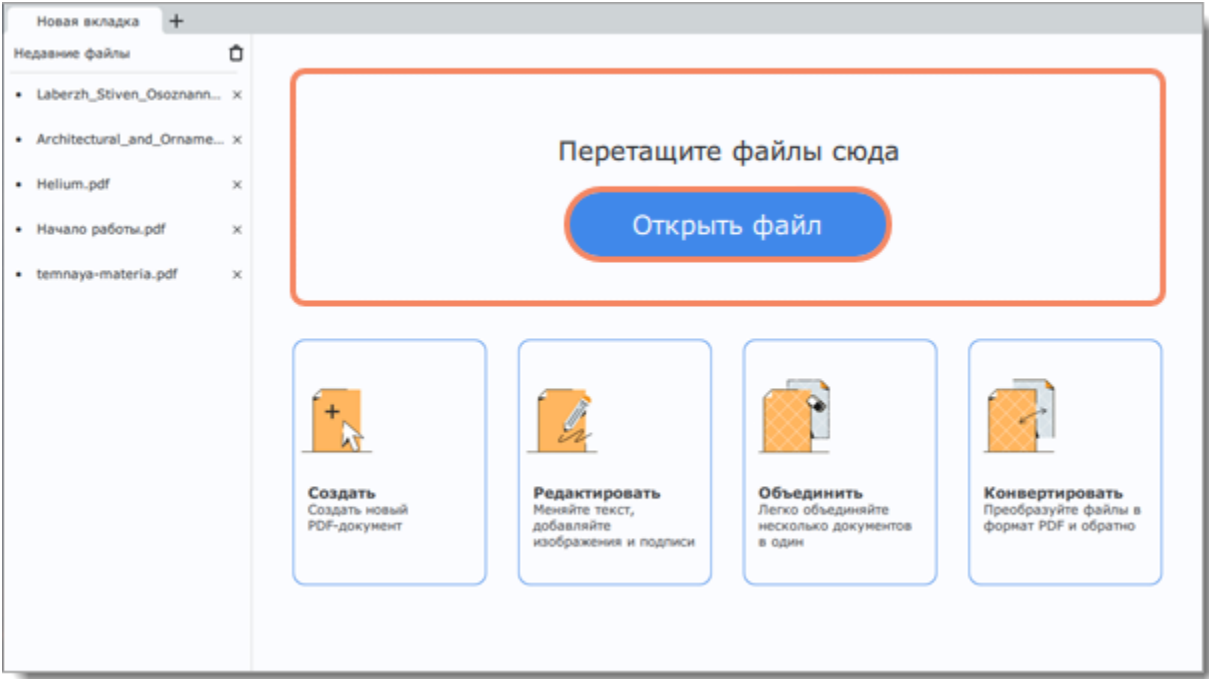 Новая вкладка +
Недавние файлы
• Laberzh_Stiven_Osoznann... ×
• Architectural_and_Orname... ×
• Helium.pdf ×
• Начало работы.pdf ×
• temnaya-materia.pdf ×
Перетащите файлы сюда
Открыть файл
Создать
Создать новый
PDF-документ
Редактировать
Меняйте текст,
добавляйте
изображения и подписи
Объединить
Легко объединяйте
несколько документов
в один
Конвертировать
Преобразуйте файлы в
формат PDF и обратно